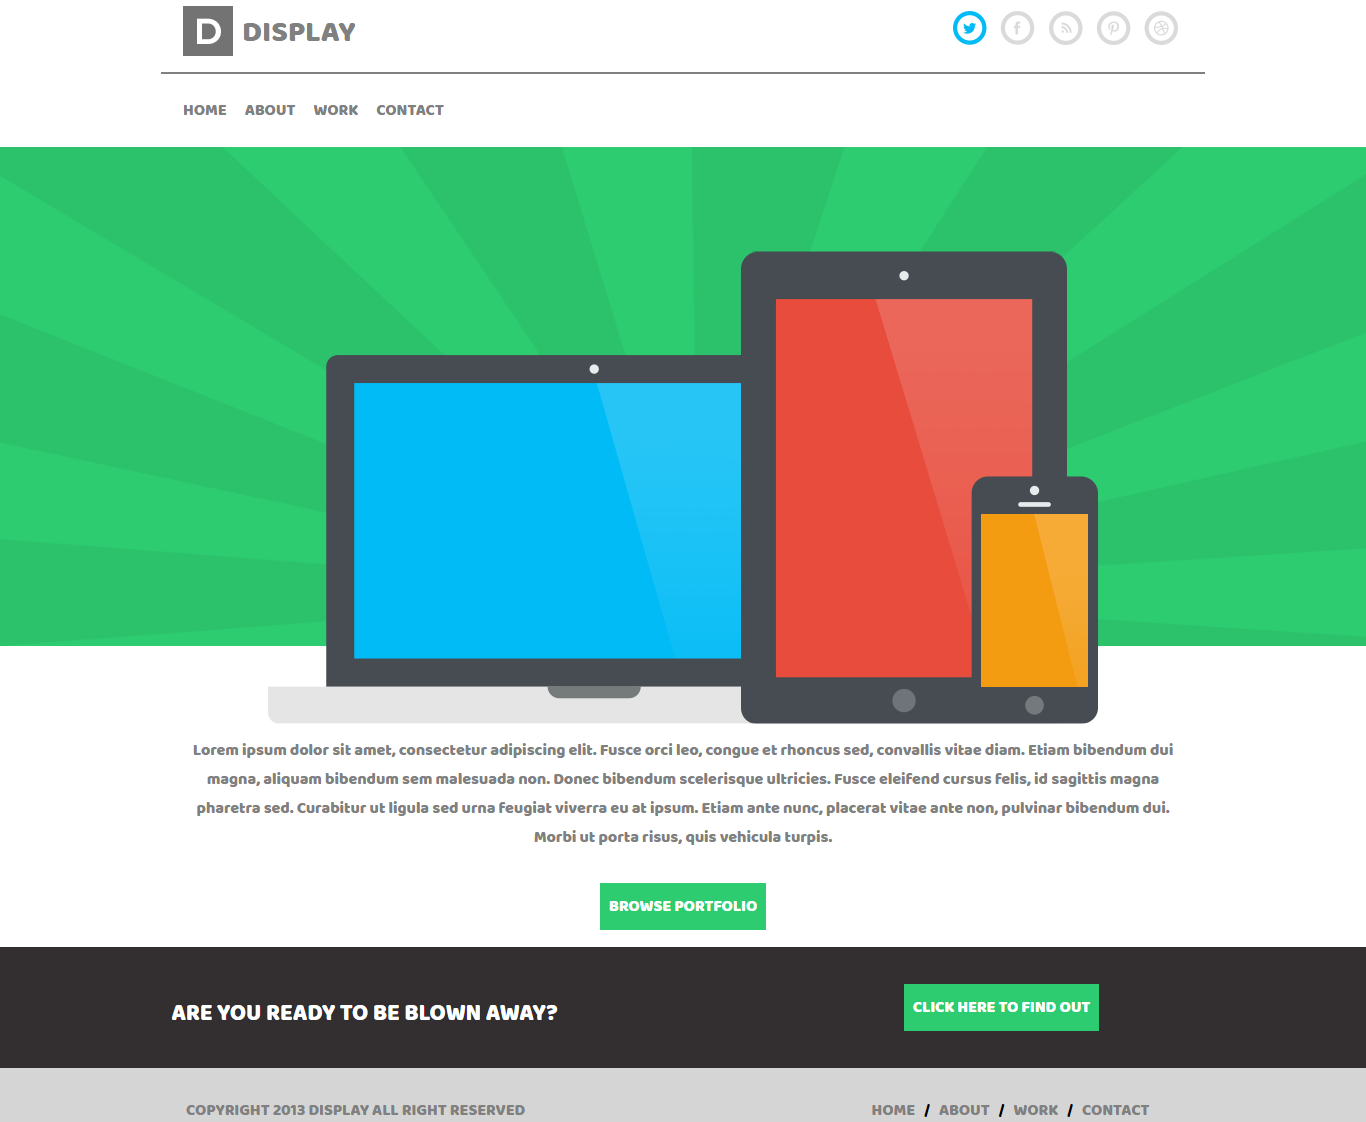 D DISPLAY
HOME ABOUT WORK CONTACT
Lorem ipsum dolor sit amet, consectetur adipiscing elit. Fusce orci leo, congue et rhoncus sed, convallis vitae diam. Etiam bibendum dui
magna, aliquam bibendum sem malesuada non. Donec bibendum scelerisque ultricies. Fusce eleifend cursus felis, id sagittis magna
pharetra sed. Curabitur ut ligula sed urna feugiat viverra eu at ipsum. Etiam ante nunc, placerat vitae ante non, pulvinar bibendum dui.
Morbi ut porta risus, quis vehicula turpis.
BROWSE PORTFOLIO
ARE YOU READY TO BE BLOWN AWAY?
CLICK HERE TO FIND OUT
COPYRIGHT 2013 DISPLAY ALL RIGHT RESERVED
HOME / ABOUT / WORK / CONTACT